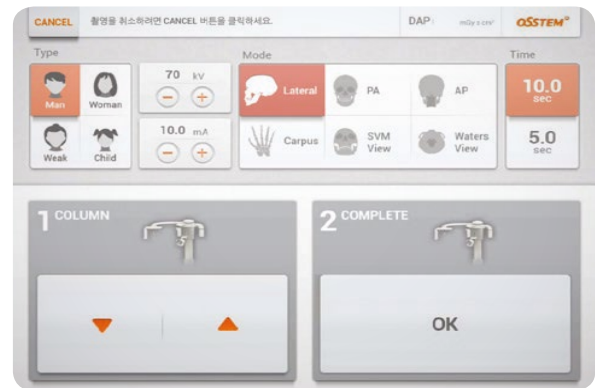 CANCEL
촬영을 취소하려면 CANCEL 버튼을 클릭하세요.
DAP :
mGy x cm²
OSSTEM®
Type
Mode
Time
Man
Woman
70 kV
Lateral
PA
AP
10.0
sec
Weak
Child
10.0 mA
Carpus
SVM
View
Waters
View
5.0
sec
1 COLUMN
2 COMPLETE
OK